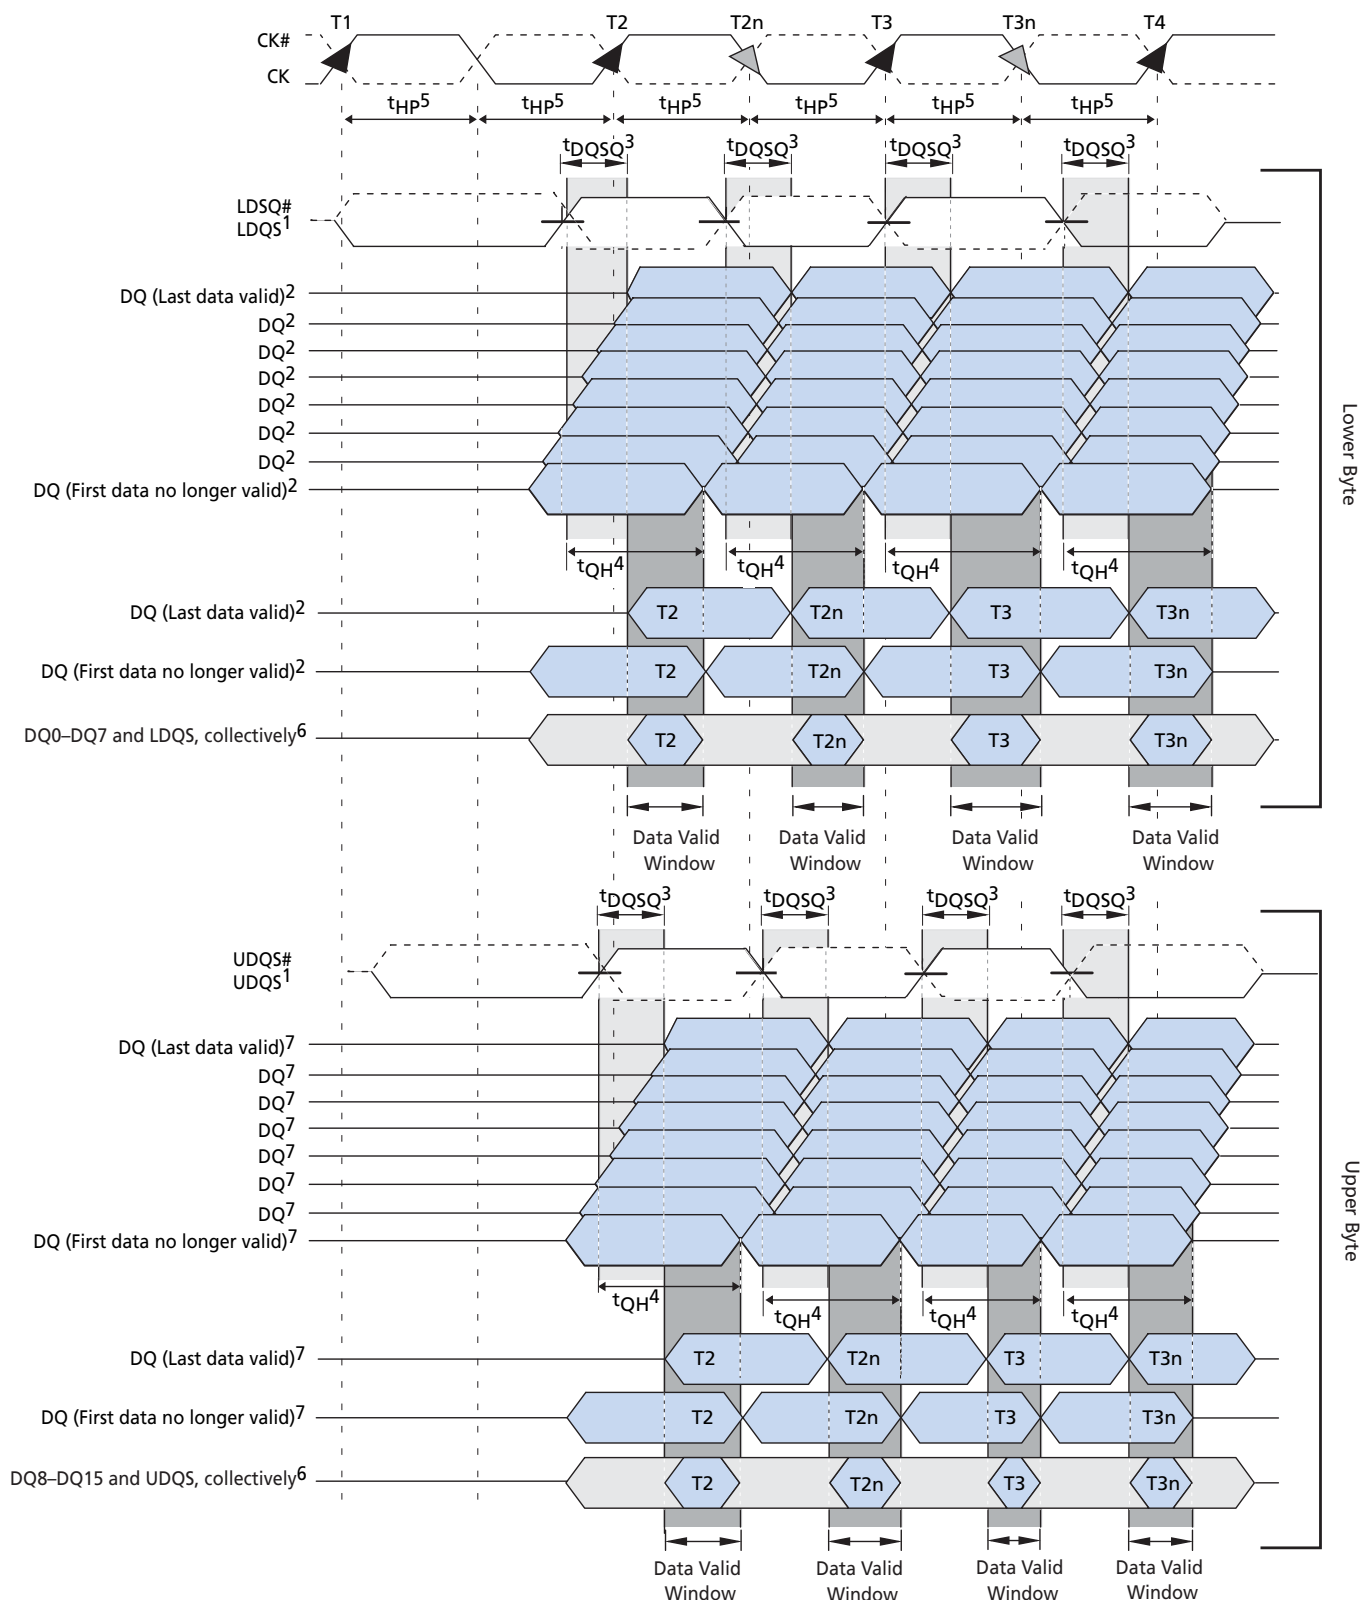 T1 T2 T2n T3 T3n T4
CK#
CK
tHP5 tHP5 tHP5 tHP5 tHP5 tHP5
tDQSQ3 tDQSQ3 tDQSQ3 tDQSQ3
LDSQ#
LDQS1
DQ (Last data valid)2
DQ2
DQ2
DQ2
DQ2
DQ2
DQ2
DQ (First data no longer valid)2
Lower Byte
tQH4 tQH4 tQH4 tQH4
DQ (Last data valid)2 T2 T2n T3 T3n
DQ (First data no longer valid)2 T2 T2n T3 T3n
DQ0–DQ7 and LDQS, collectively6 T2 T2n T3 T3n
Data Valid Data Valid Data Valid Data Valid
Window Window Window Window
tDQSQ3 tDQSQ3 tDQSQ3 tDQSQ3
UDQS#
UDQS1
DQ (Last data valid)7
DQ7
DQ7
DQ7
DQ7
DQ7
DQ7
DQ (First data no longer valid)7
Upper Byte
tQH4 tQH4 tQH4 tQH4
DQ (Last data valid)7 T2 T2n T3 T3n
DQ (First data no longer valid)7 T2 T2n T3 T3n
DQ8–DQ15 and UDQS, collectively6 T2 T2n T3 T3n
Data Valid Data Valid Data Valid Data Valid
Window Window Window Window